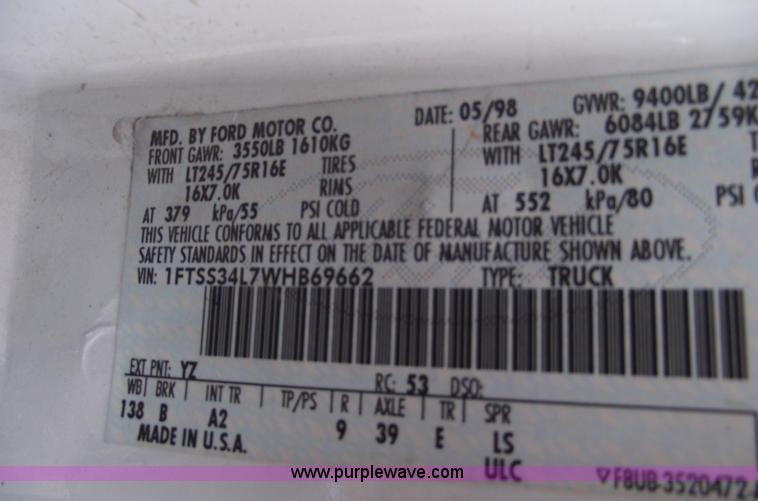 MFD. BY FORD MOTOR CO. DATE: 05/98 GVWR: 9400LB/ 42
FRONT GAWR: 3550LB 1610KG REAR GAWR: 6084LB 2759K
WITH LT245/75R16E TIRES WITH LT245/75R16E
16X7.0K RIMS 16X7.0K
AT 379 kPa/55 PSI COLD AT 552 kPa/80 PSI
THIS VEHICLE CONFORMS TO ALL APPLICABLE FEDERAL MOTOR VEHICLE
SAFETY STANDARDS IN EFFECT ON THE DATE OF MANUFACTURE SHOWN ABOVE.
VIN: 1FTSS34L7WHB69662 TYPE: TRUCK
EXT PNT: YZ RC: 53 DSO:
WB BRK INT TR TP/PS R AXLE TR SPR
138 B A2 9 39 E LS
MADE IN U.S.A. ULC
▽F8UB-3520472-
www.purplewave.com